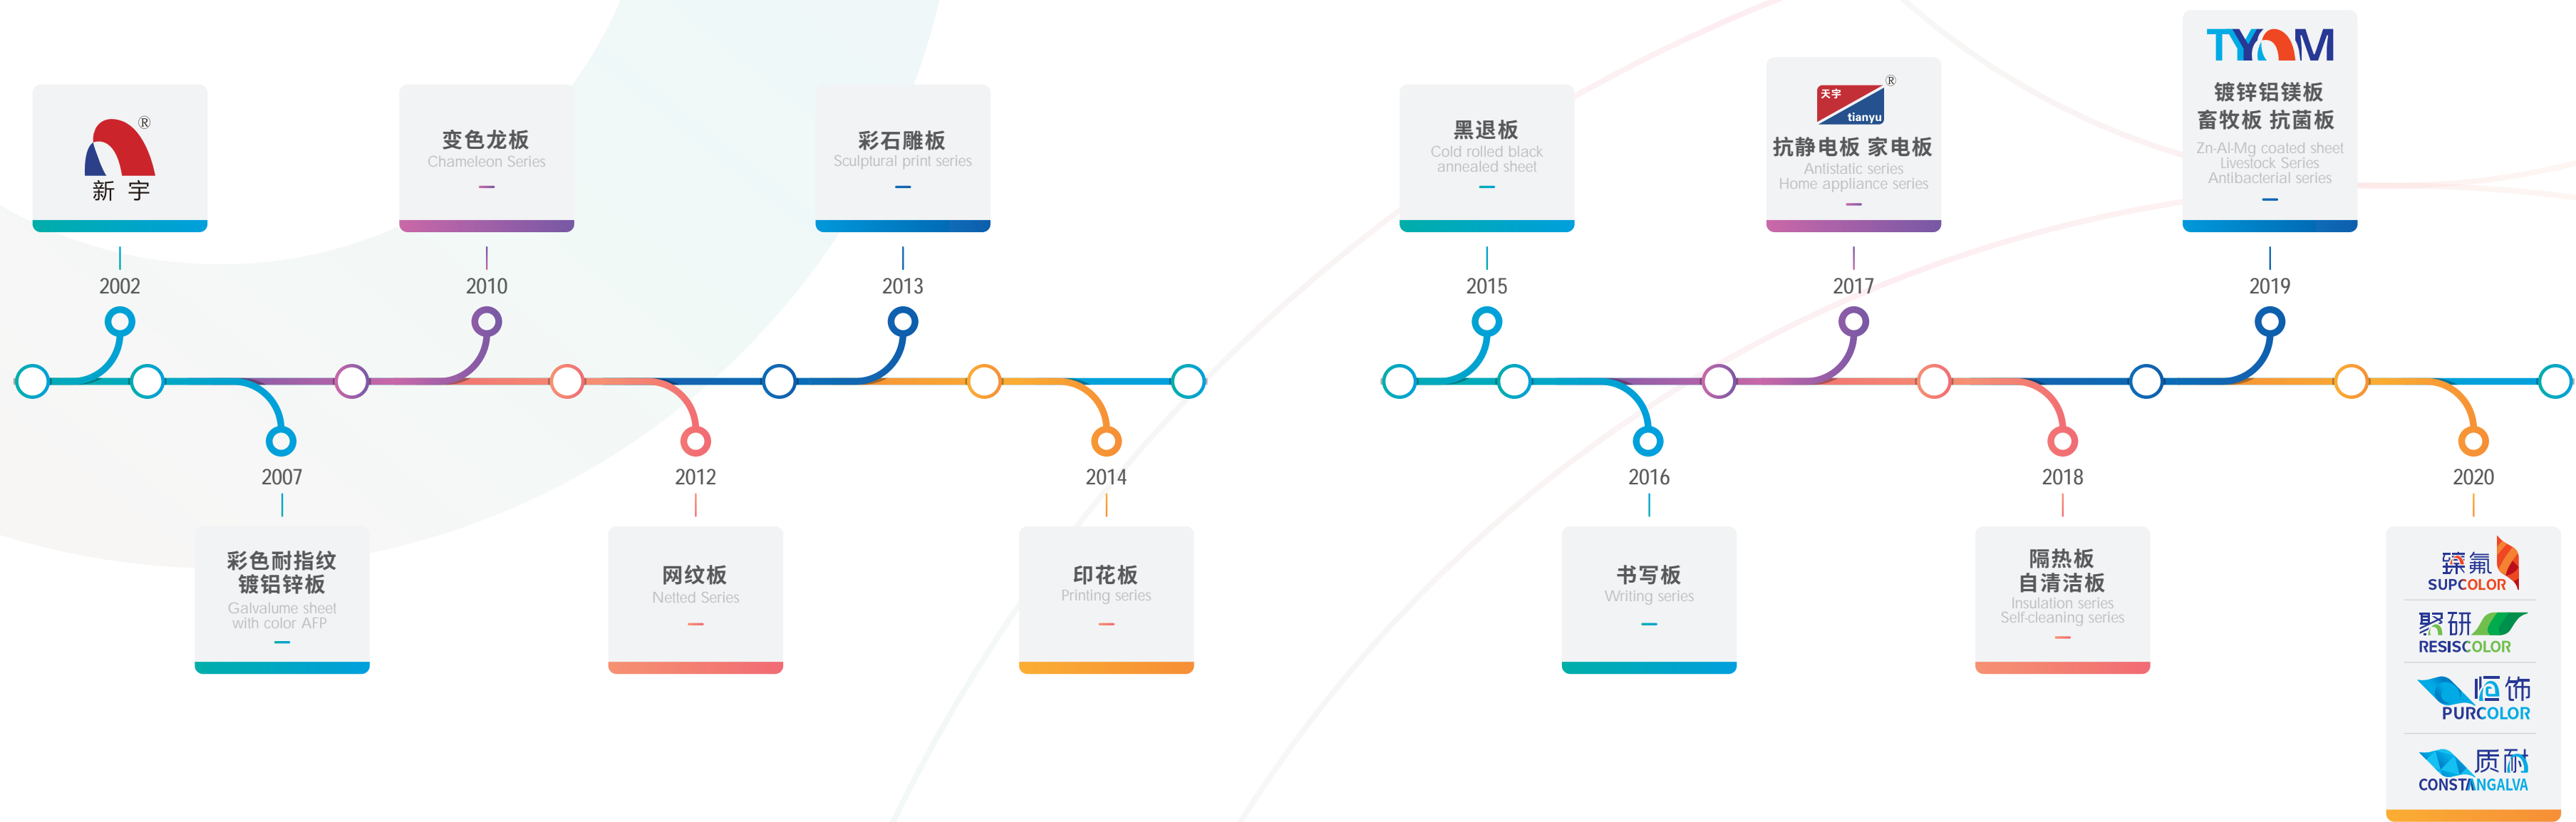 ®
新 宇
2002
变色龙板
Chameleon Series
2010
彩石雕板
Sculptural print series
2013
2007
彩色耐指纹
镀铝锌板
Galvalume sheet
with color AFP
2012
网纹板
Netted Series
2014
印花板
Printing series
黑退板
Cold rolled black
annealed sheet
2015
®
天宇
tianyu
抗静电板 家电板
Antistatic series
Home appliance series
2017
TYOM
镀锌铝镁板
畜牧板 抗菌板
Zn-Al-Mg coated sheet
Livestock Series
Antibacterial series
2019
2016
书写板
Writing series
2018
隔热板
自清洁板
Insulation series
Self-cleaning series
2020
臻氟
SUPCOLOR
聚研
RESISCOLOR
恒饰
PURCOLOR
质耐
CONSTANGALVA